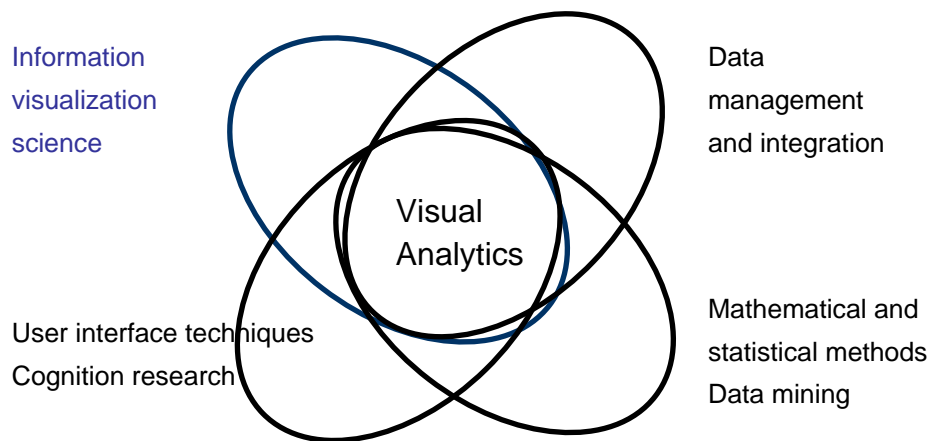 Information
visualization
science
Data
management
and integration
Visual
Analytics
User interface techniques
Cognition research
Mathematical and
statistical methods
Data mining